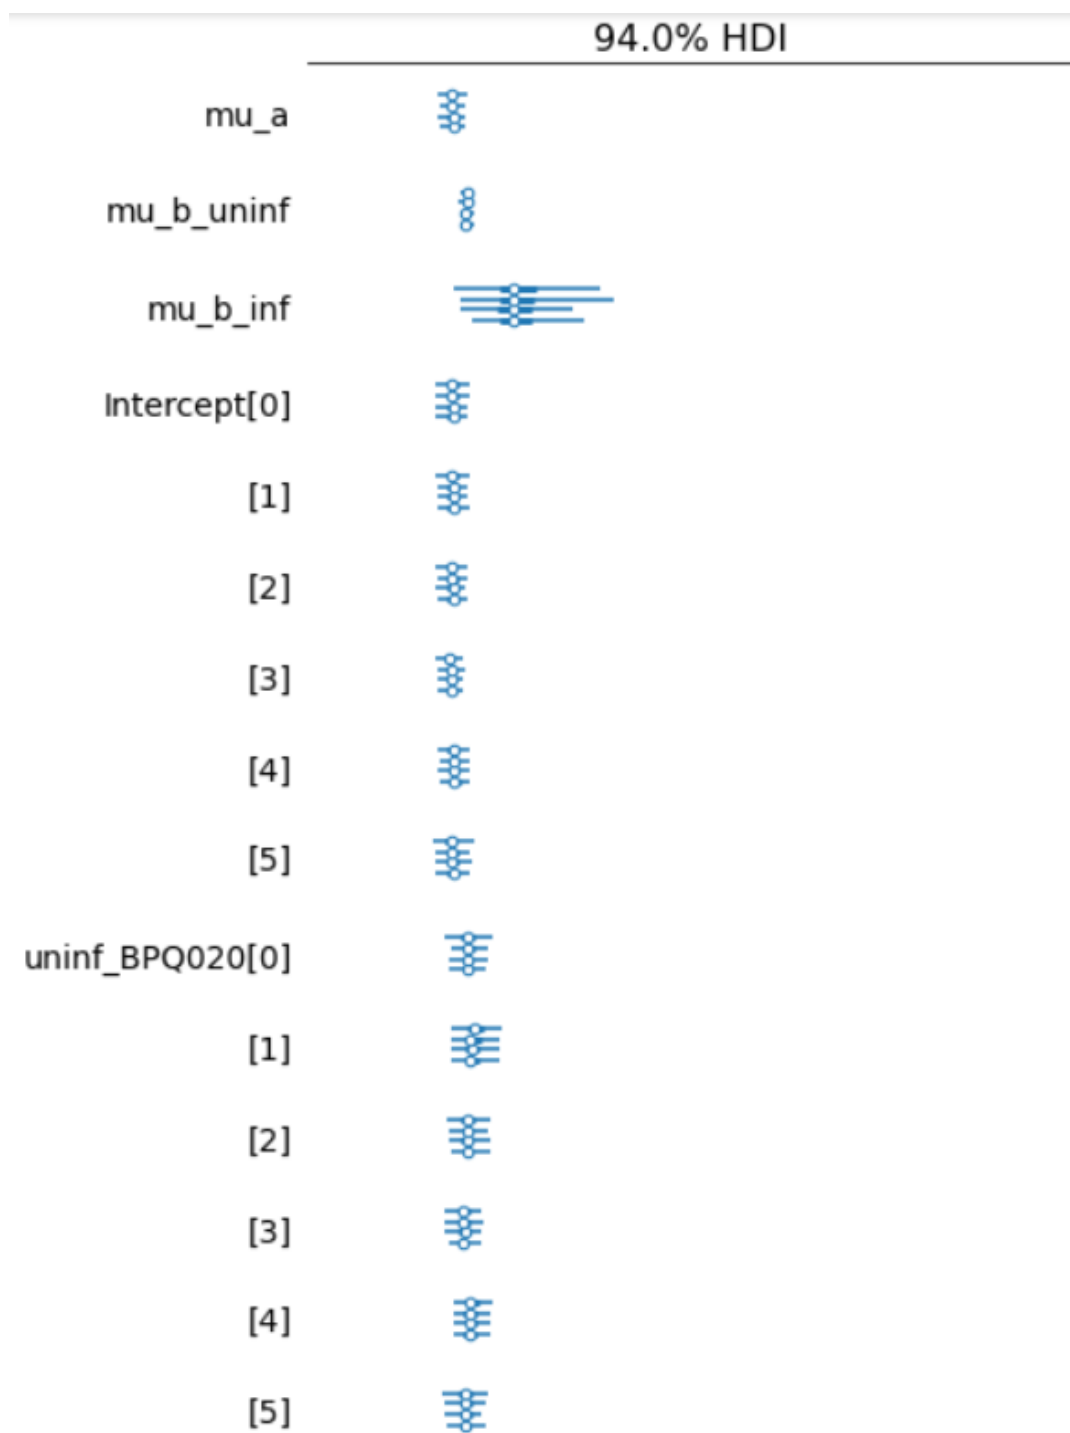 94.0% HDI
mu_a
mu_b_uninf
mu_b_inf
Intercept[0]
[1]
[2]
[3]
[4]
[5]
uninf_BPQ020[0]
[1]
[2]
[3]
[4]
[5]